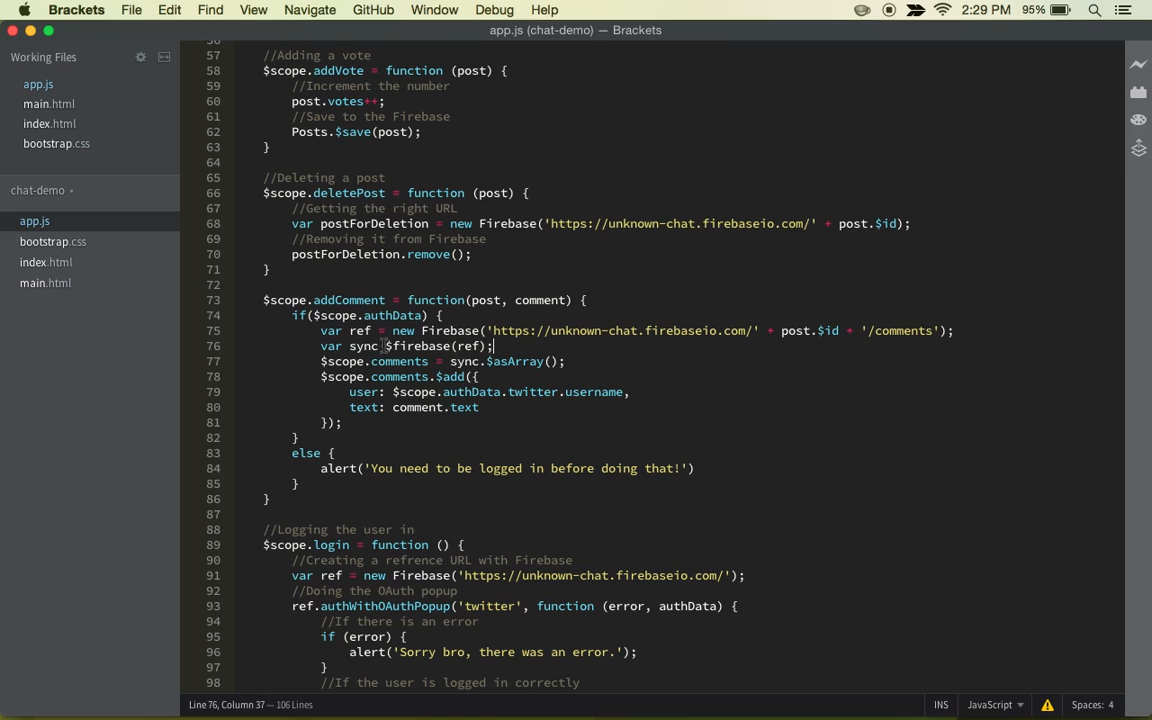 Brackets File Edit Find View Navigate GitHub Window Debug Help 2:29 PM 95%
app.js (chat-demo) — Brackets
Working Files
app.js
main.html
index.html
bootstrap.css
chat-demo
app.js
bootstrap.css
index.html
main.html
56
57 //Adding a vote
58 $scope.addVote = function (post) {
59 //Increment the number
60 post.votes++;
61 //Save to the Firebase
62 Posts.$save(post);
63 }
64
65 //Deleting a post
66 $scope.deletePost = function (post) {
67 //Getting the right URL
68 var postForDeletion = new Firebase('https://unknown-chat.firebaseio.com/' + post.$id);
69 //Removing it from Firebase
70 postForDeletion.remove();
71 }
72
73 $scope.addComment = function(post, comment) {
74 if($scope.authData) {
75 var ref = new Firebase('https://unknown-chat.firebaseio.com/' + post.$id + '/comments');
76 var sync $firebase(ref);
77 $scope.comments = sync.$asArray();
78 $scope.comments.$add({
79 user: $scope.authData.twitter.username,
80 text: comment.text
81 });
82 }
83 else {
84 alert('You need to be logged in before doing that!')
85 }
86 }
87
88 //Logging the user in
89 $scope.login = function () {
90 //Creating a refrence URL with Firebase
91 var ref = new Firebase('https://unknown-chat.firebaseio.com/');
92 //Doing the OAuth popup
93 ref.authWithOAuthPopup('twitter', function (error, authData) {
94 //If there is an error
95 if (error) {
96 alert('Sorry bro, there was an error.');
97 }
98 //If the user is logged in correctly
Line 76, Column 37 — 106 Lines INS JavaScript Spaces: 4